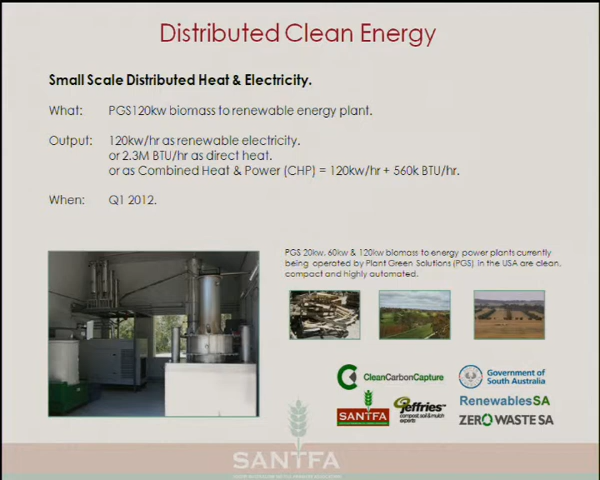 Distributed Clean Energy
Small Scale Distributed Heat & Electricity.
What: PGS120kw biomass to renewable energy plant.
Output: 120kw/hr as renewable electricity.
or 2.3M BTU/hr as direct heat.
or as Combined Heat & Power (CHP) = 120kw/hr + 560k BTU/hr.
When: Q1 2012.
PGS 20kw, 60kw & 120kw biomass to energy power plants currently
being operated by Plant Green Solutions (PGS) in the USA are clean,
compact and highly automated.
CleanCarbonCapture
Government of
South Australia
SANTFA
Jeffries
compost, soil & mulch
experts
RenewablesSA
ZERO WASTE SA
SANTFA